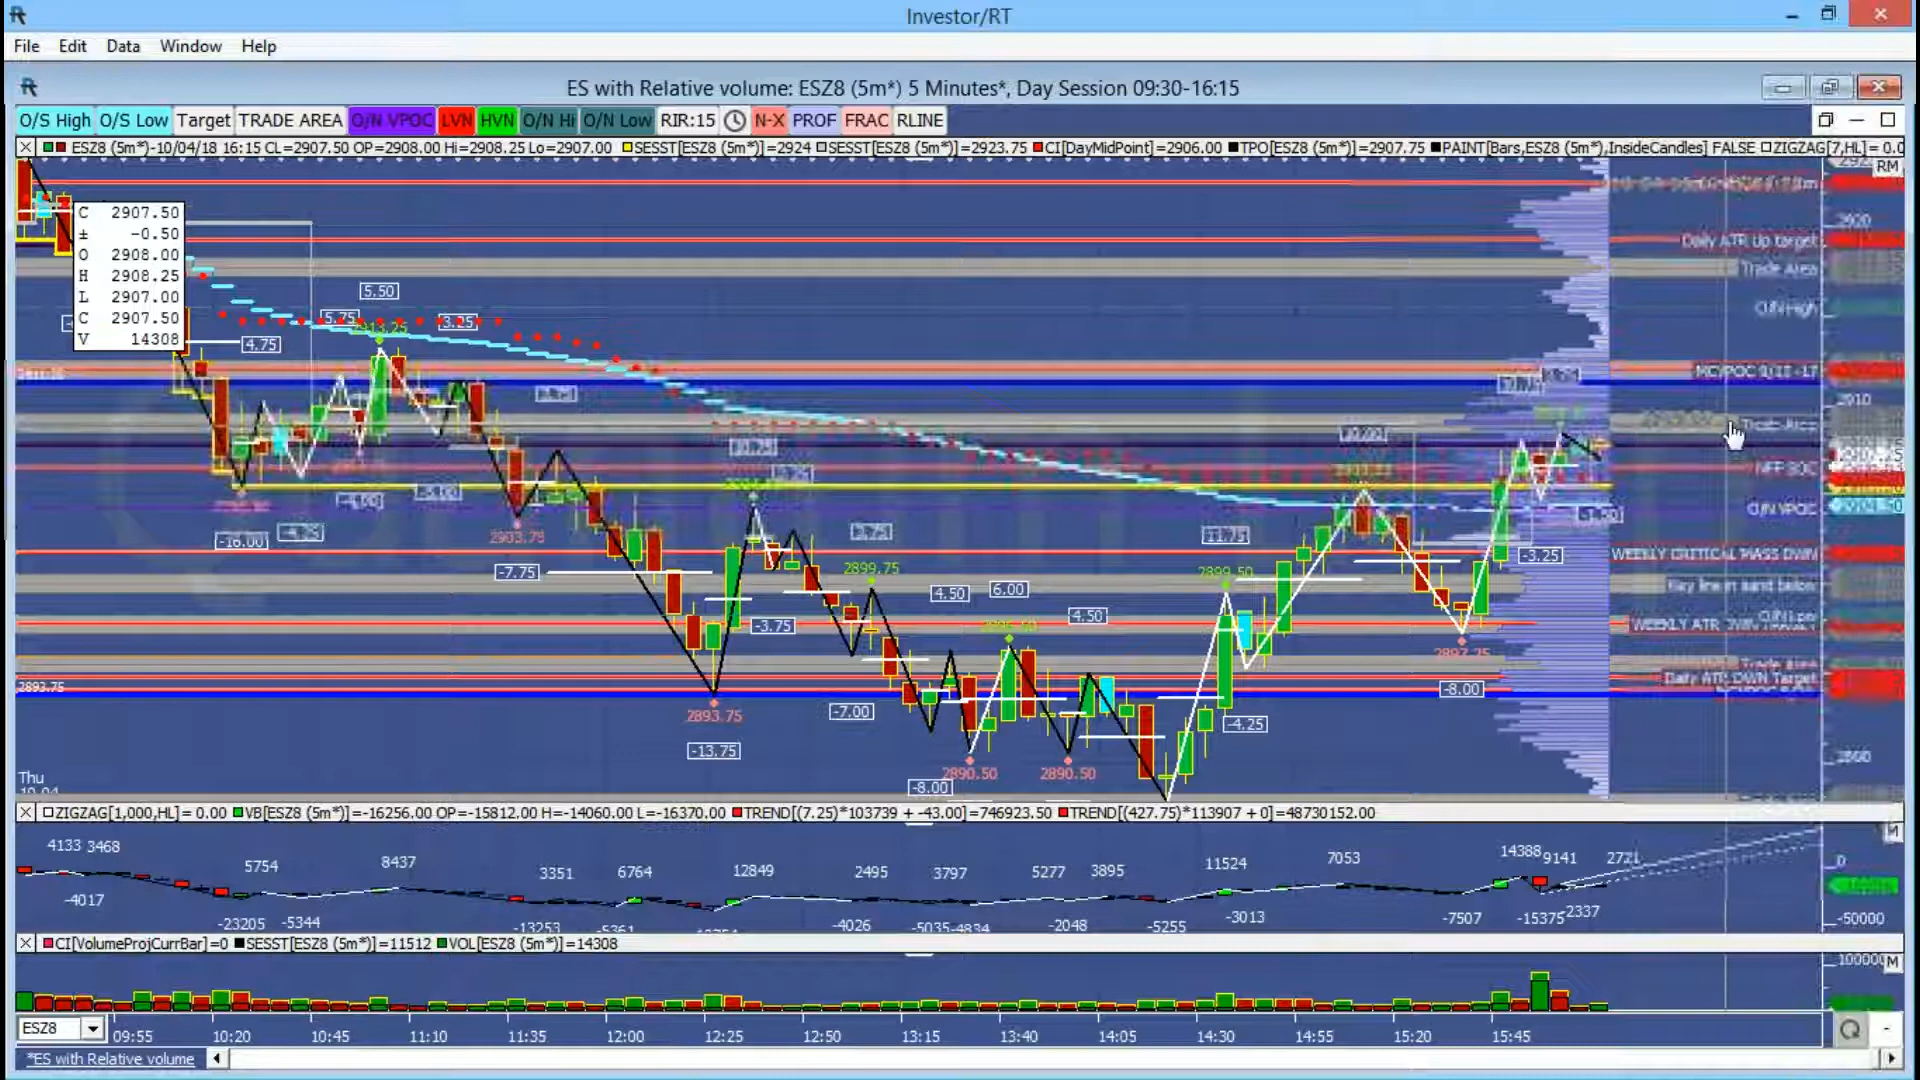 Investor/RT
File Edit Data Window Help
ES with Relative volume: ESZ8 (5m*) 5 Minutes*, Day Session 09:30-16:15
O/S High O/S Low Target TRADE AREA O/N VPOC LVN HVN O/N Hi O/N Low RIR:15 N-X PROF FRAC RLINE
ESZ8 (5m*)-10/04/18 16:15 CL=2907.50 OP=2908.00 Hi=2908.25 Lo=2907.00 SESST[ESZ8 (5m*)]=2924 SESST[ESZ8 (5m*)]=2923.75 CI[DayMidPoint]=2906.00 TPO[ESZ8 (5m*)]=2907.75 PAINT[Bars,ESZ8 (5m*),InsideCandles] FALSE ZIGZAG[7,HL]= 0.0
RM
C 2907.50
± -0.50
O 2908.00
H 2908.25
L 2907.00
C 2907.50
V 14308
2920
Daily ATR Up target
Trade Area
O/N High
5.50
5.75 2913.25 3.25
4.75
2910
Trade Area
10.75
O/N VPOC
-16.00 -4.25 -4.00 -5.00
2903.75
-7.75
3.75
2899.75
4.50 6.00
4.50
11.75
2899.50
-3.25
WEEKLY CRITICAL MASS DWN
Key line in sand below
-3.75
2897.25
-8.00
Trade Area
Daily ATR DWN Target
2893.75
2893.75
-13.75
-7.00
-4.25
2890.50 2890.50
-8.00
Thu
ZIGZAG[1,000,HL]= 0.00 VB[ESZ8 (5m*)]=-16256.00 OP=-15812.00 H=-14060.00 L=-16370.00 TREND[(7.25)*103739 + -43.00]=746923.50 TREND[(427.75)*113907 + 0]=48730152.00
M
4133 3468 5754 8437 3351 6764 12849 2495 3797 5277 3895 11524 7053 14388 9141 2721
0
-4017 -23205 -5344 -13253 -5361 -4026 -5035 -4834 -2048 -5255 -3013 -7507 -15375 -2337
-50000
CI[VolumeProjCurrBar]=0 SESST[ESZ8 (5m*)]=11512 VOL[ESZ8 (5m*)]=14308
100000 M
ESZ8 09:55 10:20 10:45 11:10 11:35 12:00 12:25 12:50 13:15 13:40 14:05 14:30 14:55 15:20 15:45
*ES with Relative volume